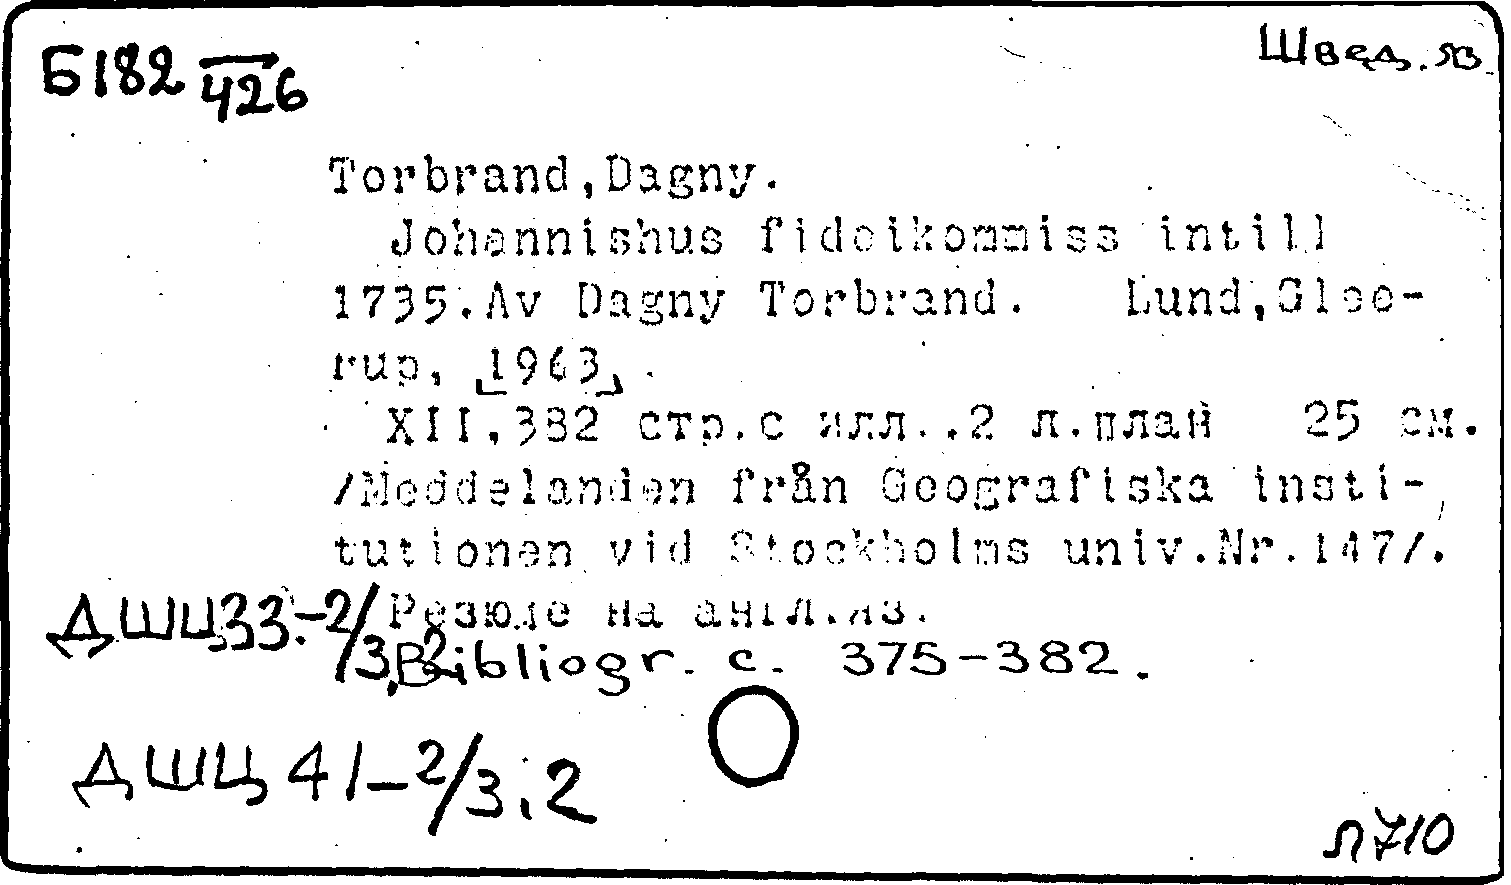 Швед. яз.
Б182 426
Torbrand,Dagny.
Johannishus fideikommiss intill
1735.Av Dagny Torbrand. Lund,Glee-
rup, [1963].
XII,382 стр.с илл.,2 л.план 25 см.
/Meddelanden från Geografiska insti-
tutionen vid Stockholms univ.Nr.147/.
Резюме на англ.яз.
ДШЦ33.-2/3,2
Bibliogr. с. 375-382.
ДШЦ41-2/3.2
л710